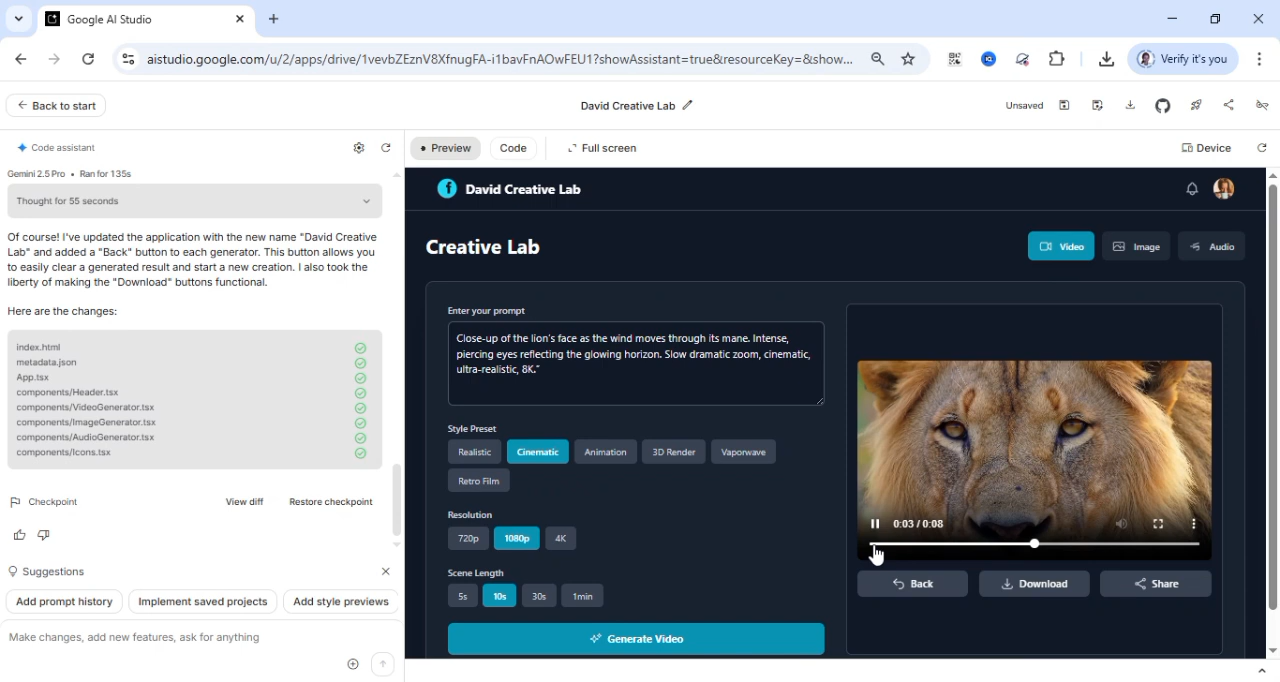 Google AI Studio
aistudio.google.com/u/2/apps/drive/1vevbZEznV8XfnugFA-i1bavFnAOwFEU1?showAssistant=true&resourceKey=&show...
Verify it's you
Back to start
David Creative Lab
Unsaved
Code assistant
Preview
Code
Full screen
Device
Gemini 2.5 Pro • Ran for 135s
Thought for 55 seconds
Of course! I've updated the application with the new name "David Creative
Lab" and added a "Back" button to each generator. This button allows you
to easily clear a generated result and start a new creation. I also took the
liberty of making the "Download" buttons functional.
Here are the changes:
index.html
metadata.json
App.tsx
components/Header.tsx
components/VideoGenerator.tsx
components/ImageGenerator.tsx
components/AudioGenerator.tsx
components/Icons.tsx
Checkpoint
View diff
Restore checkpoint
Suggestions
Add prompt history
Implement saved projects
Add style previews
Make changes, add new features, ask for anything
David Creative Lab
Creative Lab
Video
Image
Audio
Enter your prompt
Close-up of the lion's face as the wind moves through its mane. Intense,
piercing eyes reflecting the glowing horizon. Slow dramatic zoom, cinematic,
ultra-realistic, 8K."
Style Preset
Realistic
Cinematic
Animation
3D Render
Vaporwave
Retro Film
Resolution
720p
1080p
4K
Scene Length
5s
10s
30s
1min
Generate Video
0:03 / 0:08
Back
Download
Share